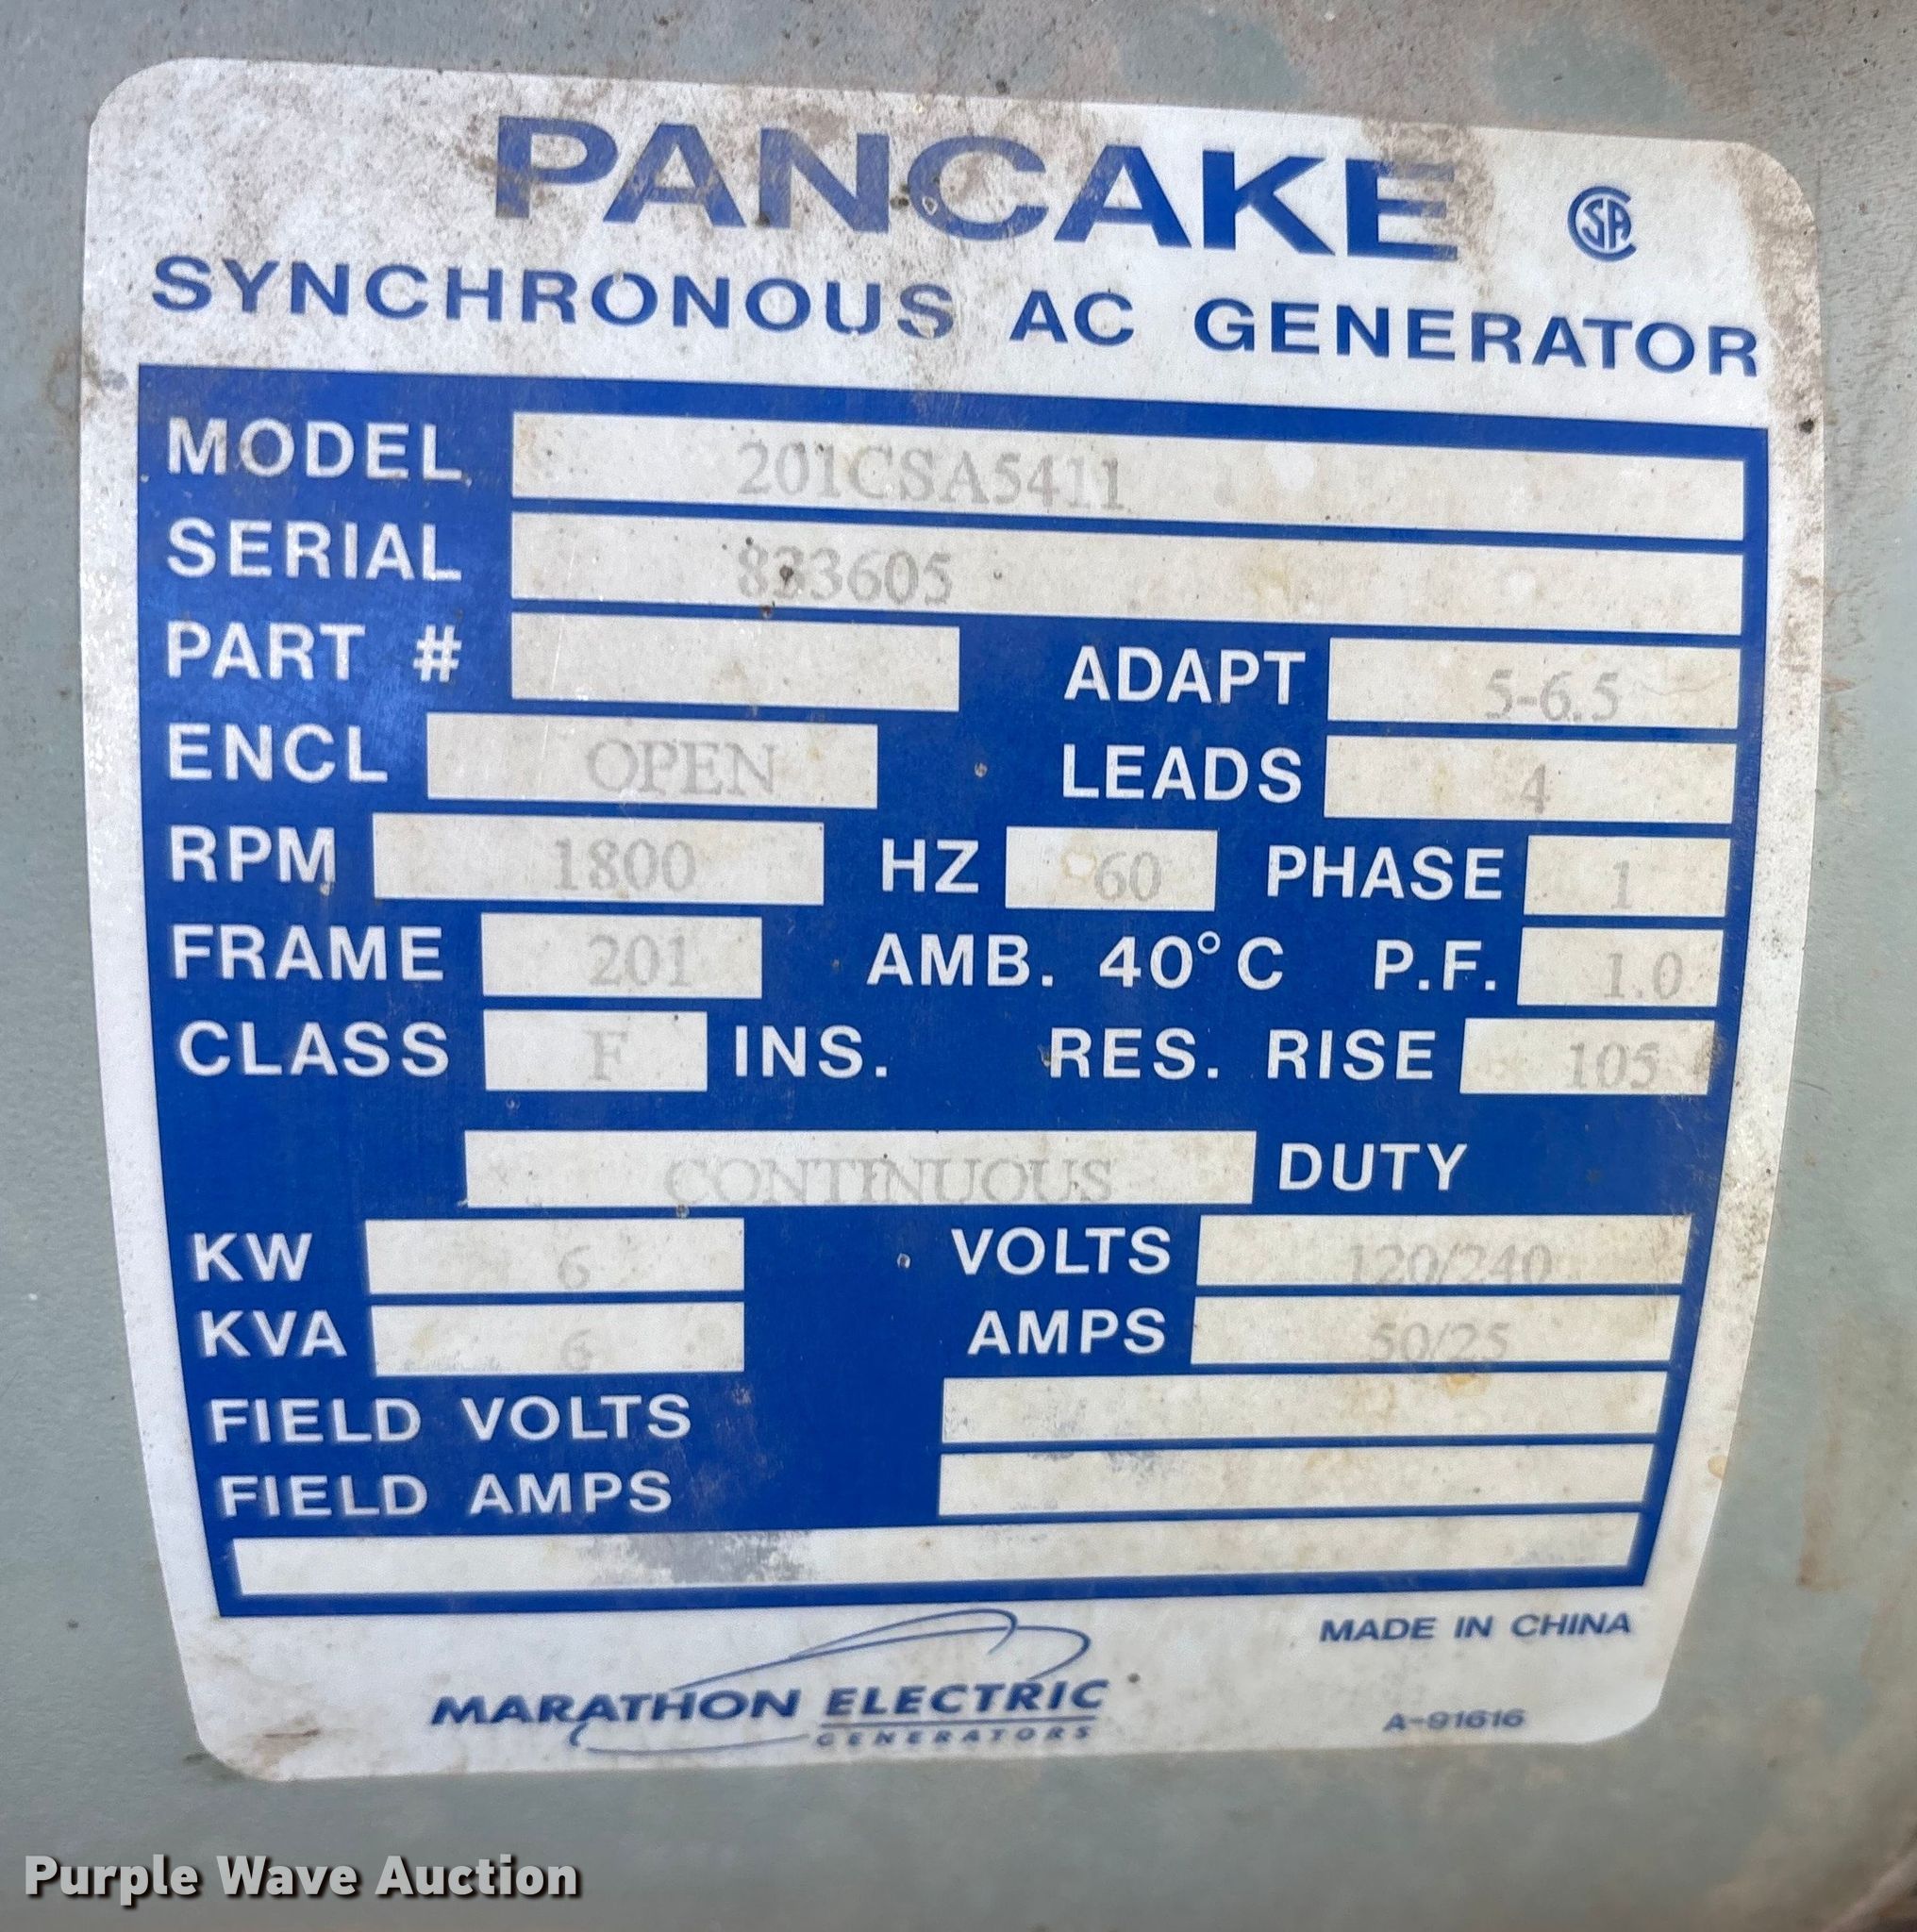 PANCAKE
CSA
SYNCHRONOUS AC GENERATOR
MODEL 201CSA5411
SERIAL 833605
PART # ADAPT 5-6.5
ENCL OPEN LEADS 4
RPM 1800 HZ 60 PHASE 1
FRAME 201 AMB. 40°C P.F. 1.0
CLASS F INS. RES. RISE 105
CONTINUOUS DUTY
KW 6 VOLTS 120/240
KVA 6 AMPS 50/25
FIELD VOLTS
FIELD AMPS
MADE IN CHINA
MARATHON ELECTRIC
GENERATORS
A-91616
Purple Wave Auction